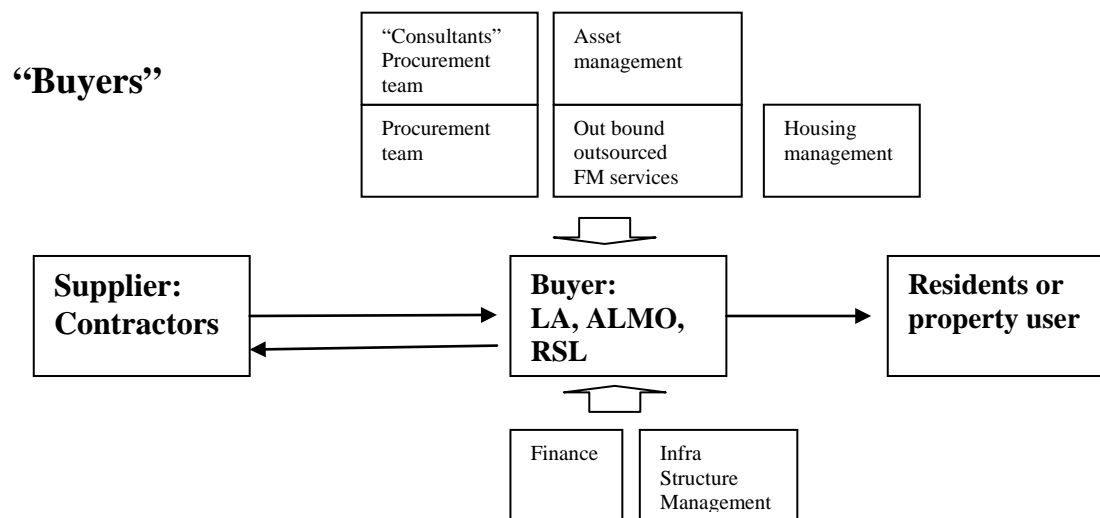 “Buyers”
“Consultants”
Procurement
team
Asset
management
Procurement
team
Out bound
outsourced
FM services
Housing
management
Supplier:
Contractors
Buyer:
LA, ALMO,
RSL
Residents or
property user
Finance
Infra
Structure
Management